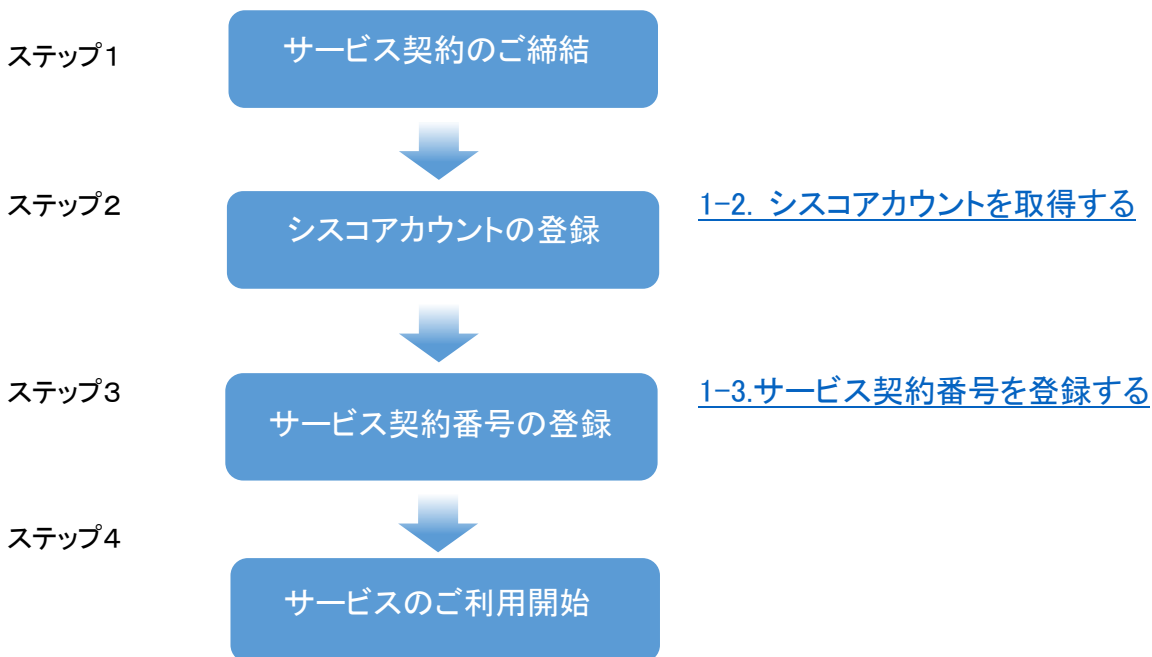 ステップ1
サービス契約のご締結
ステップ2
シスコアカウントの登録
1-2. シスコアカウントを取得する
ステップ3
サービス契約番号の登録
1-3.サービス契約番号を登録する
ステップ4
サービスのご利用開始